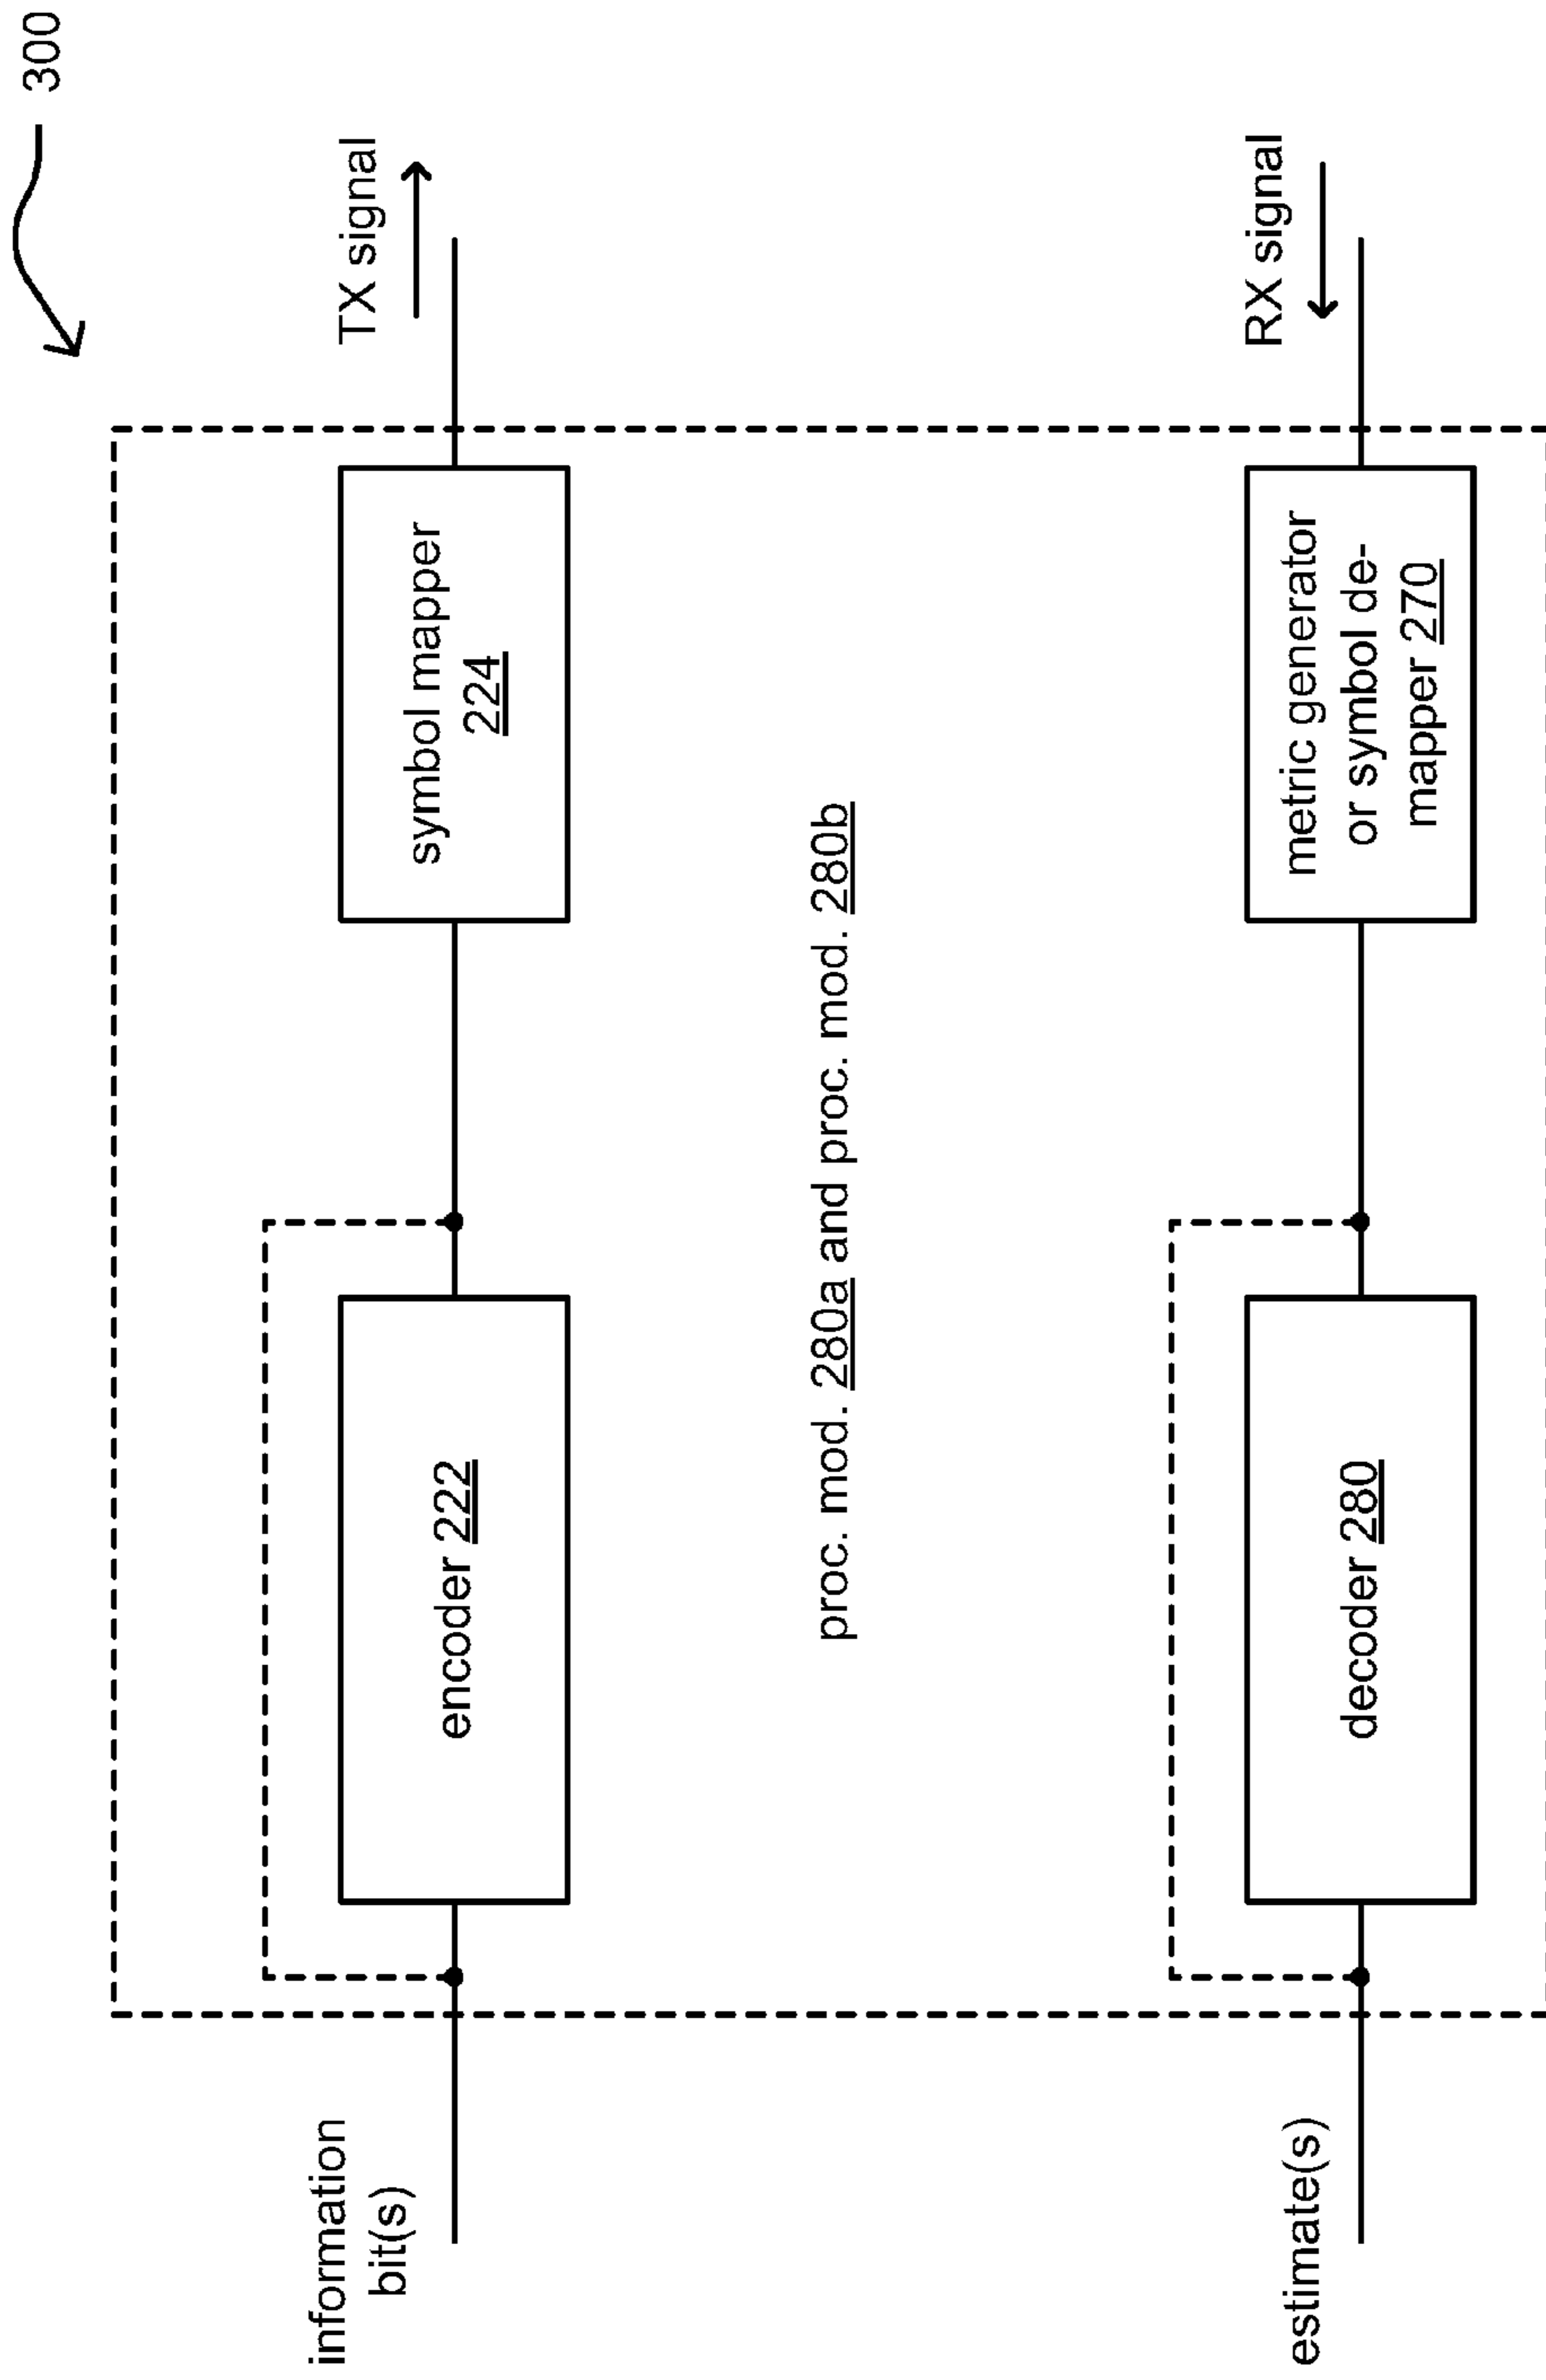 300
information
bit(s)
encoder 222
symbol mapper
224
TX signal
proc. mod. 280a and proc. mod. 280b
estimate(s)
decoder 280
metric generator
or symbol de-
mapper 270
RX signal